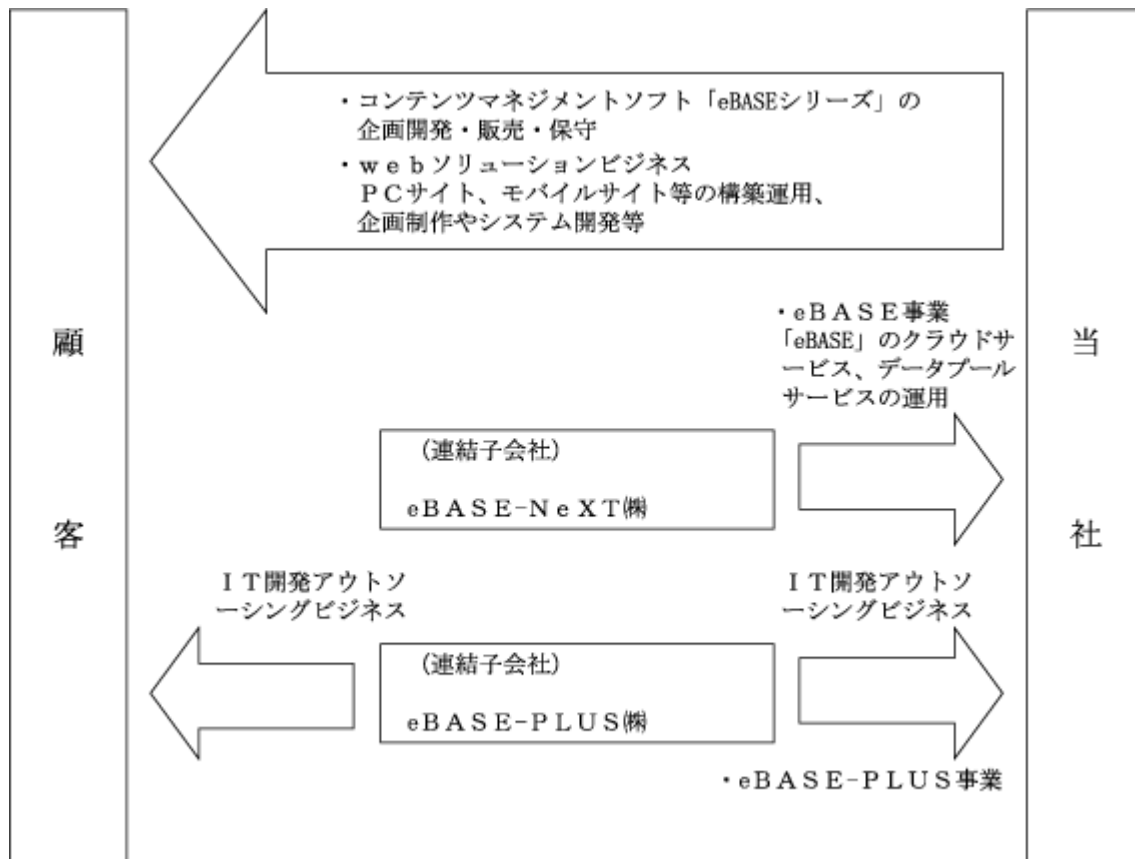 ・コンテンツマネジメントソフト「eBASEシリーズ」の
企画開発・販売・保守
・ｗｅｂソリューションビジネス
ＰＣサイト、モバイルサイト等の構築運用、
企画制作やシステム開発等
顧
客
当
社
・ｅＢＡＳＥ事業
「eBASE」のクラウドサ
ービス、データプール
サービスの運用
（連結子会社）
ｅＢＡＳＥ−ＮｅＸＴ㈱
ＩＴ開発アウトソ
ーシングビジネス
ＩＴ開発アウトソ
ーシングビジネス
（連結子会社）
ｅＢＡＳＥ−ＰＬＵＳ㈱
・ｅＢＡＳＥ−ＰＬＵＳ事業